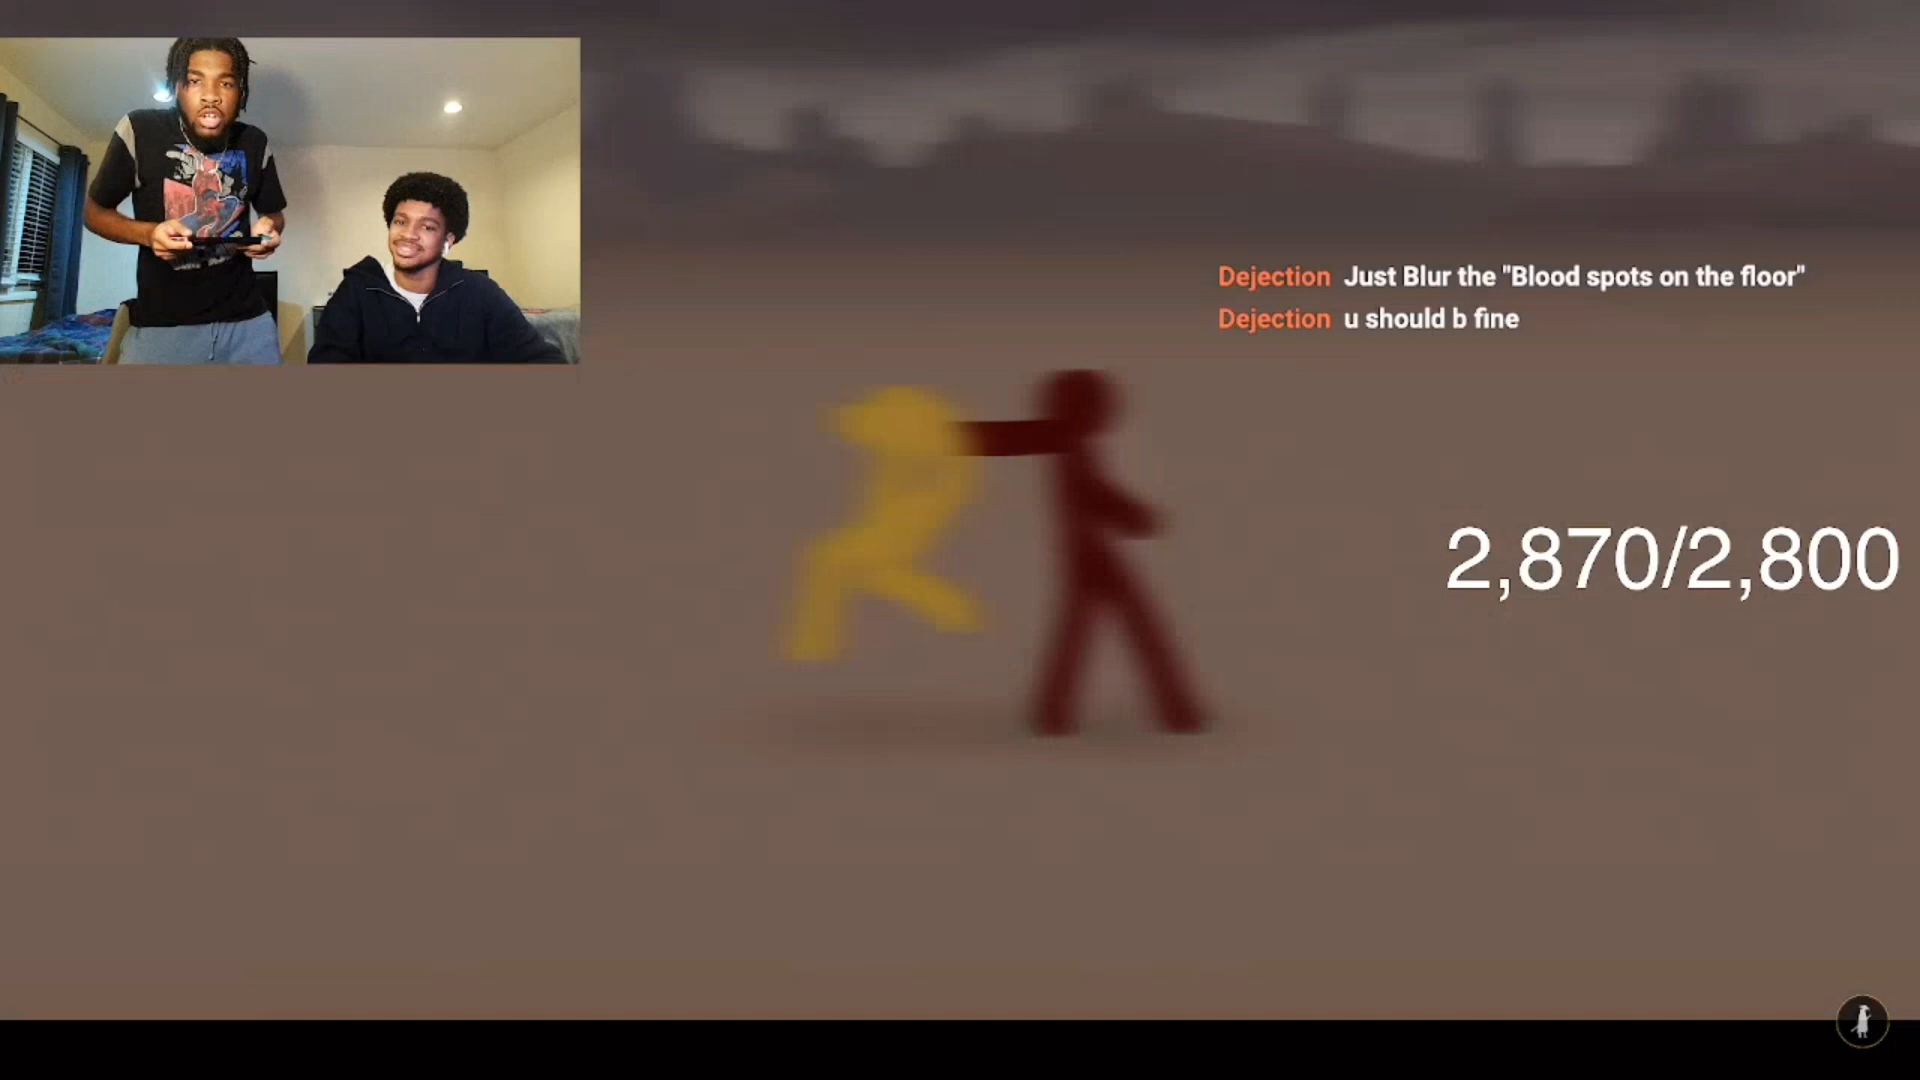 Dejection Just Blur the "Blood spots on the floor"
Dejection u should b fine
2,870/2,800